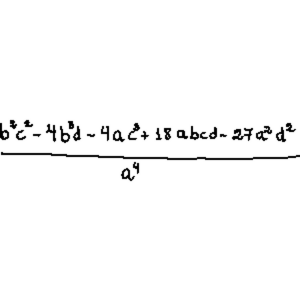 b²c² - 4b³d - 4ac³ + 18abcd - 27a²d²
a⁴